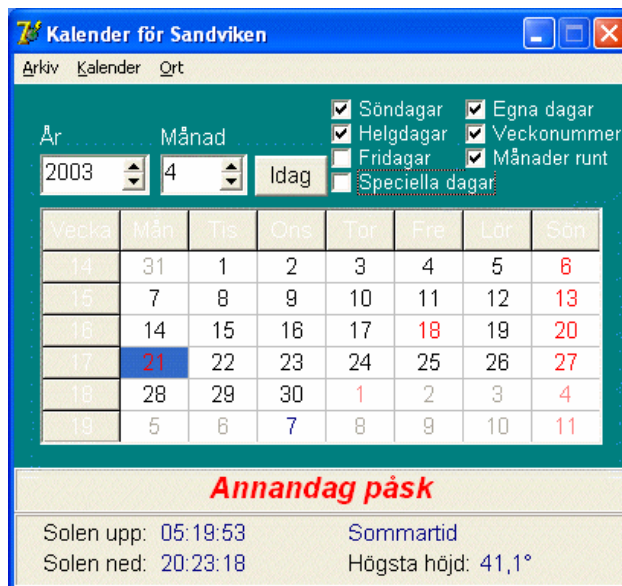 Kalender för Sandviken
Arkiv Kalender Ort
År Månad
2003 4 Idag
Söndagar Egna dagar
Helgdagar Veckonummer
Fridagar Månader runt
Speciella dagar
Vecka Mån Tis Ons Tor Fre Lör Sön
14 31 1 2 3 4 5 6
15 7 8 9 10 11 12 13
16 14 15 16 17 18 19 20
17 21 22 23 24 25 26 27
18 28 29 30 1 2 3 4
19 5 6 7 8 9 10 11
Annandag påsk
Solen upp: 05:19:53 Sommartid
Solen ned: 20:23:18 Högsta höjd: 41,1°